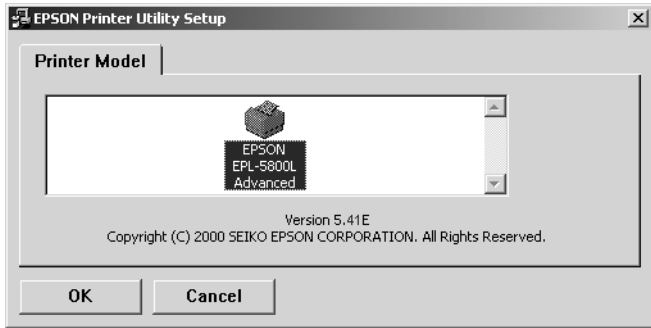 EPSON Printer Utility Setup
Printer Model
EPSON
EPL-5800L
Advanced
Version 5.41E
Copyright (C) 2000 SEIKO EPSON CORPORATION. All Rights Reserved.
OK Cancel